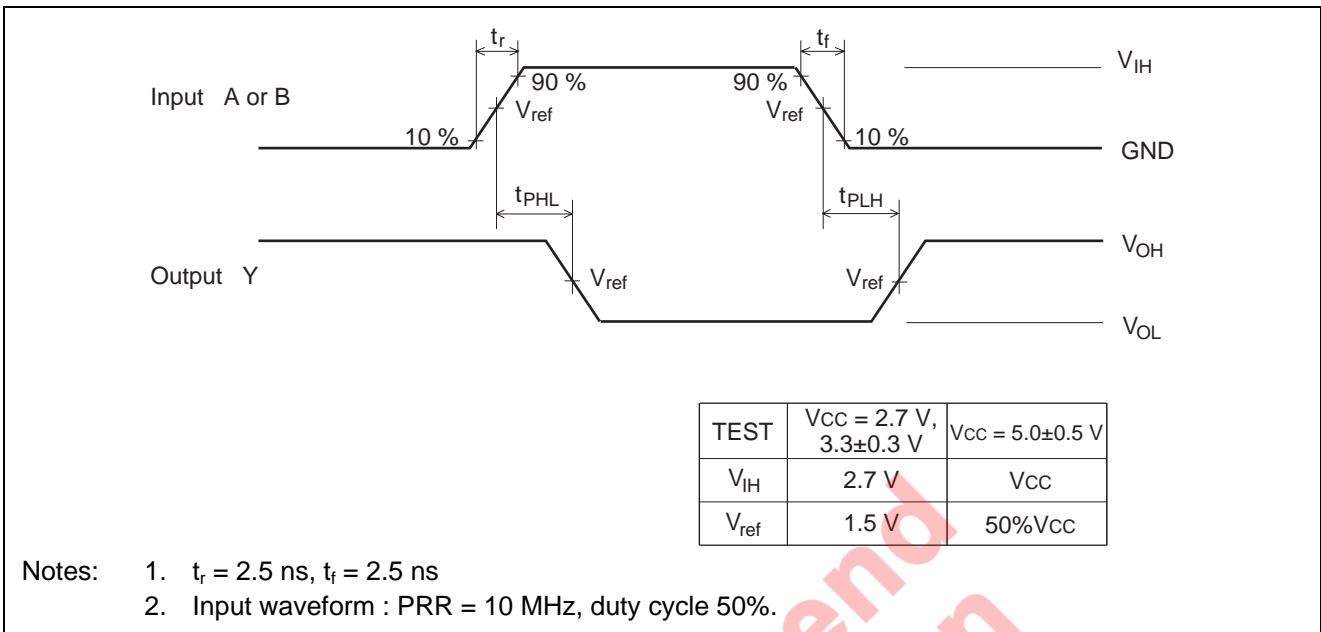 tr
tf
VIH
90 %
90 %
Input A or B
Vref
Vref
10 %
10 %
GND
tPHL
tPLH
VOH
Output Y
Vref
Vref
VOL
TEST VCC = 2.7 V, 3.3±0.3 V VCC = 5.0±0.5 V
VIH 2.7 V VCC
Vref 1.5 V 50%VCC
Notes: 1. tr = 2.5 ns, tf = 2.5 ns
2. Input waveform : PRR = 10 MHz, duty cycle 50%.
end